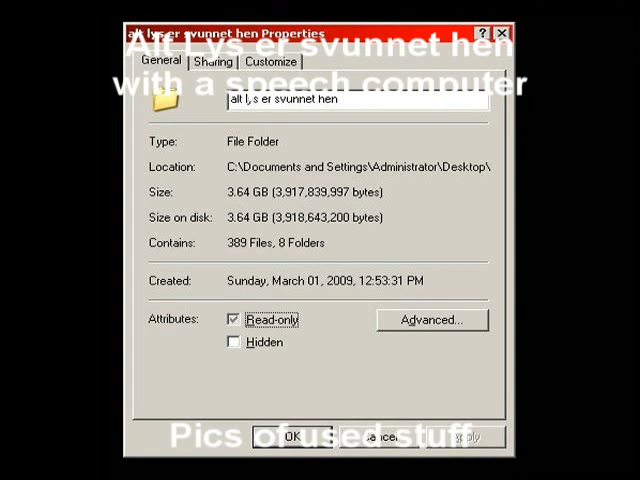 alt lys er svunnet hen Properties
Alt Lys er svunnet hen
with a speech computer
General Sharing Customize
alt lys er svunnet hen
Type: File Folder
Location: C:\Documents and Settings\Administrator\Desktop\
Size: 3.64 GB (3,917,839,997 bytes)
Size on disk: 3.64 GB (3,918,643,200 bytes)
Contains: 389 Files, 8 Folders
Created: Sunday, March 01, 2009, 12:53:31 PM
Attributes: Read-only Advanced...
Hidden
Pics of used stuff
OK Cancel Apply